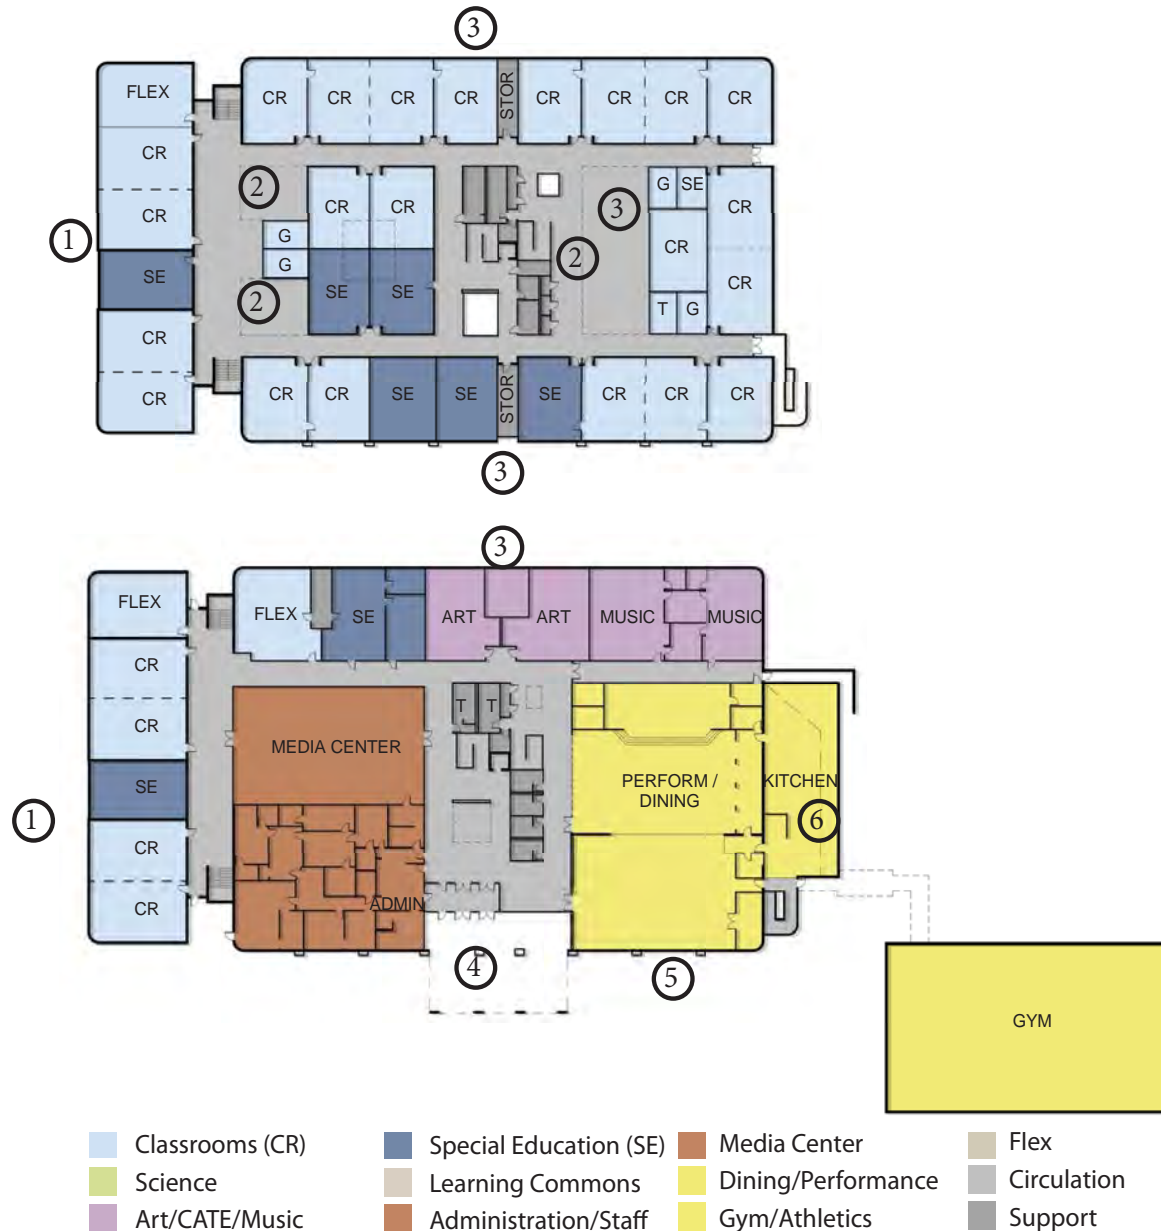 3
FLEX CR CR CR CR STOR CR CR CR CR
CR
2 3 G SE
CR CR CR CR
1 G CR
G 2
SE SE SE CR
2 T G
CR
CR CR CR SE SE STOR SE CR CR CR
3
3
FLEX FLEX SE ART ART MUSIC MUSIC
CR
T T
CR MEDIA CENTER
SE PERFORM / KITCHEN
DINING
1 6
CR
CR ADMIN
4 5
GYM
Classrooms (CR) Special Education (SE) Media Center Flex
Science Learning Commons Dining/Performance Circulation
Art/CATE/Music Administration/Staff Gym/Athletics Support